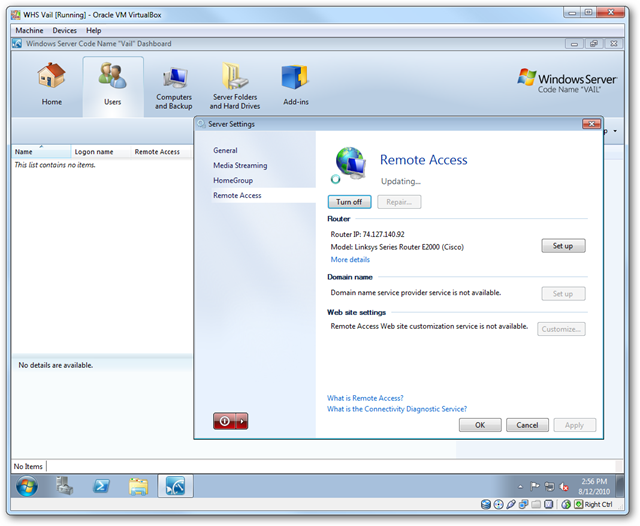 WHS Vail [Running] - Oracle VM VirtualBox
Machine Devices Help
Windows Server Code Name "Vail" Dashboard
Home
Users
Computers and Backup
Server Folders and Hard Drives
Add-ins
Windows Server
Code Name "VAIL"
Server Settings
Name Logon name Remote Access
This list contains no items.
No details are available.
General
Media Streaming
HomeGroup
Remote Access
Remote Access
Updating...
Turn off Repair...
Router
Router IP: 74.127.140.92
Model: Linksys Series Router E2000 (Cisco)
Set up
More details
Domain name
Domain name service provider service is not available.
Set up
Web site settings
Remote Access Web site customization service is not available.
Customize...
What is Remote Access?
What is the Connectivity Diagnostic Service?
OK Cancel Apply
No Items
2:56 PM
8/12/2010
Right Ctrl